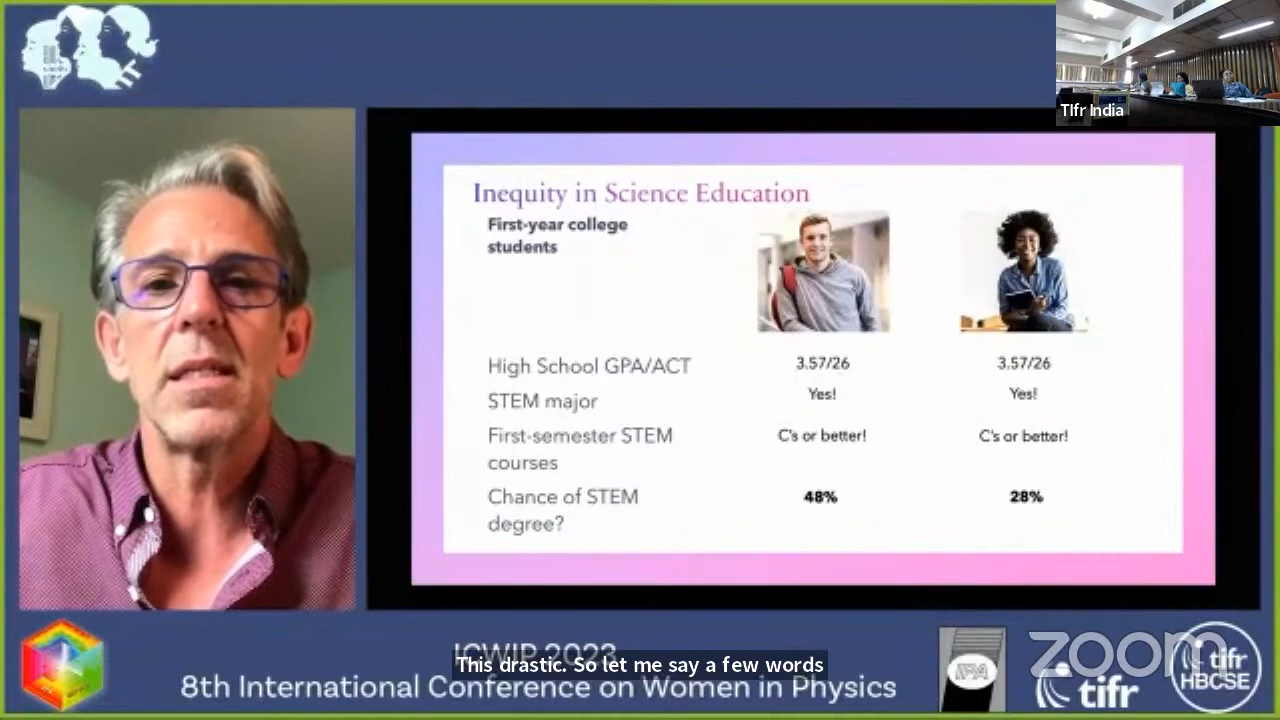 TIfr India
Inequity in Science Education
First-year college
students
High School GPA/ACT
3.57/26
3.57/26
STEM major
Yes!
Yes!
First-semester STEM
courses
C's or better!
C's or better!
Chance of STEM
degree?
48%
28%
ICWIP 2023
This drastic. So let me say a few words
8th International Conference on Women in Physics
IPA
tifr
zoom
tifr
HBCSE